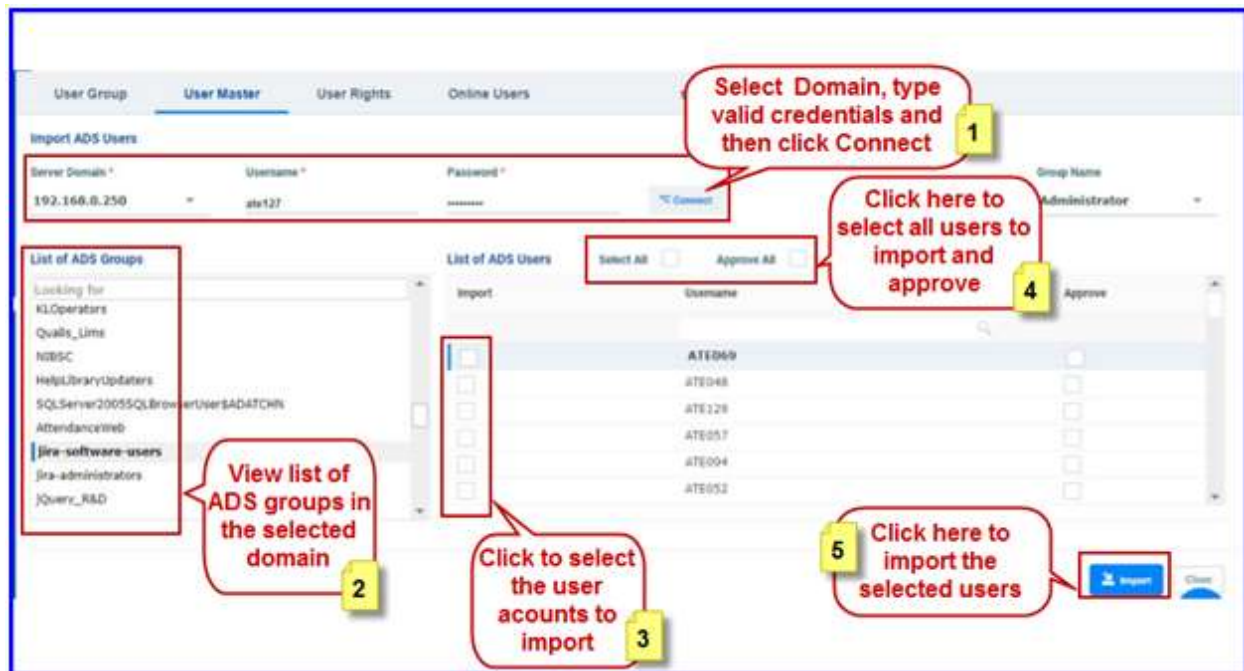 User Group User Master User Rights Online Users
Select Domain, type
valid credentials and
then click Connect
1
Import ADS Users
Server Domain * Username * Password * Group Name
192.168.0.250 ate127 ········ Connect Administrator
Click here to
select all users to
import and
approve
4
List of ADS Groups List of ADS Users Select All Approve All
Looking for Import Username Approve
KLOperators
Qualls_Lims
NIBSC ATE069
HelpLibraryUpdaters ATE048
SQLServer2005SQLBrowserUser$ADATCHN ATE128
AttendanceWeb ATE057
Jira-software-users ATE094
Jira-administrators ATE052
JQuery_R&D
View list of
ADS groups in
the selected
domain
2
Click to select
the user
acounts to
import
3
5
Click here to
import the
selected users
Import Close